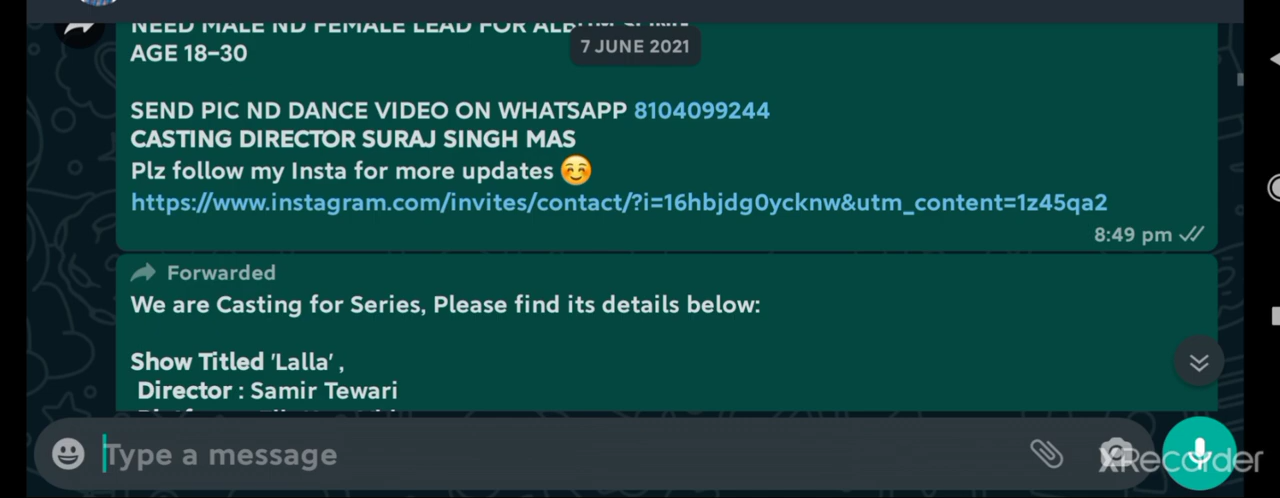 NEED MALE ND FEMALE LEAD FOR
7 JUNE 2021
AGE 18-30
SEND PIC ND DANCE VIDEO ON WHATSAPP 8104099244
CASTING DIRECTOR SURAJ SINGH MAS
Plz follow my Insta for more updates ☺️
https://www.instagram.com/invites/contact/?i=16hbjdg0ycknw&utm_content=1z45qa2
8:49 pm
Forwarded
We are Casting for Series, Please find its details below:
Show Titled 'Lalla' ,
Director : Samir Tewari
Type a message
XRecorder